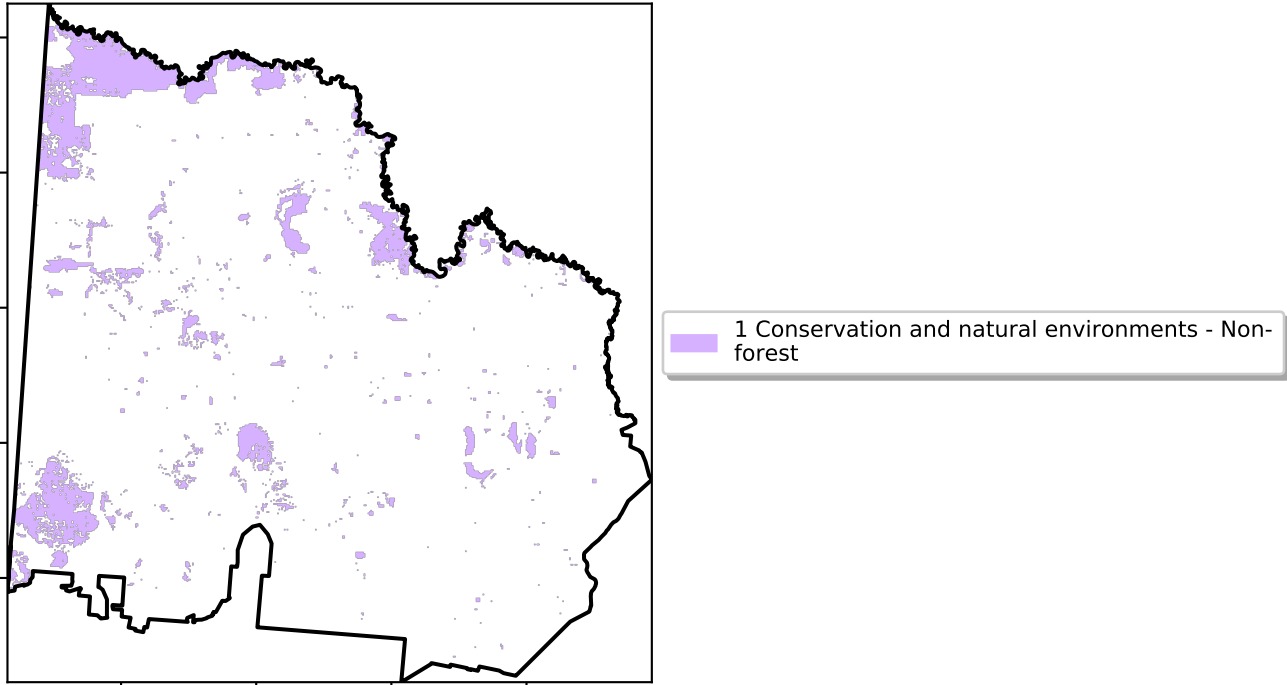 1 Conservation and natural environments - Non-
forest